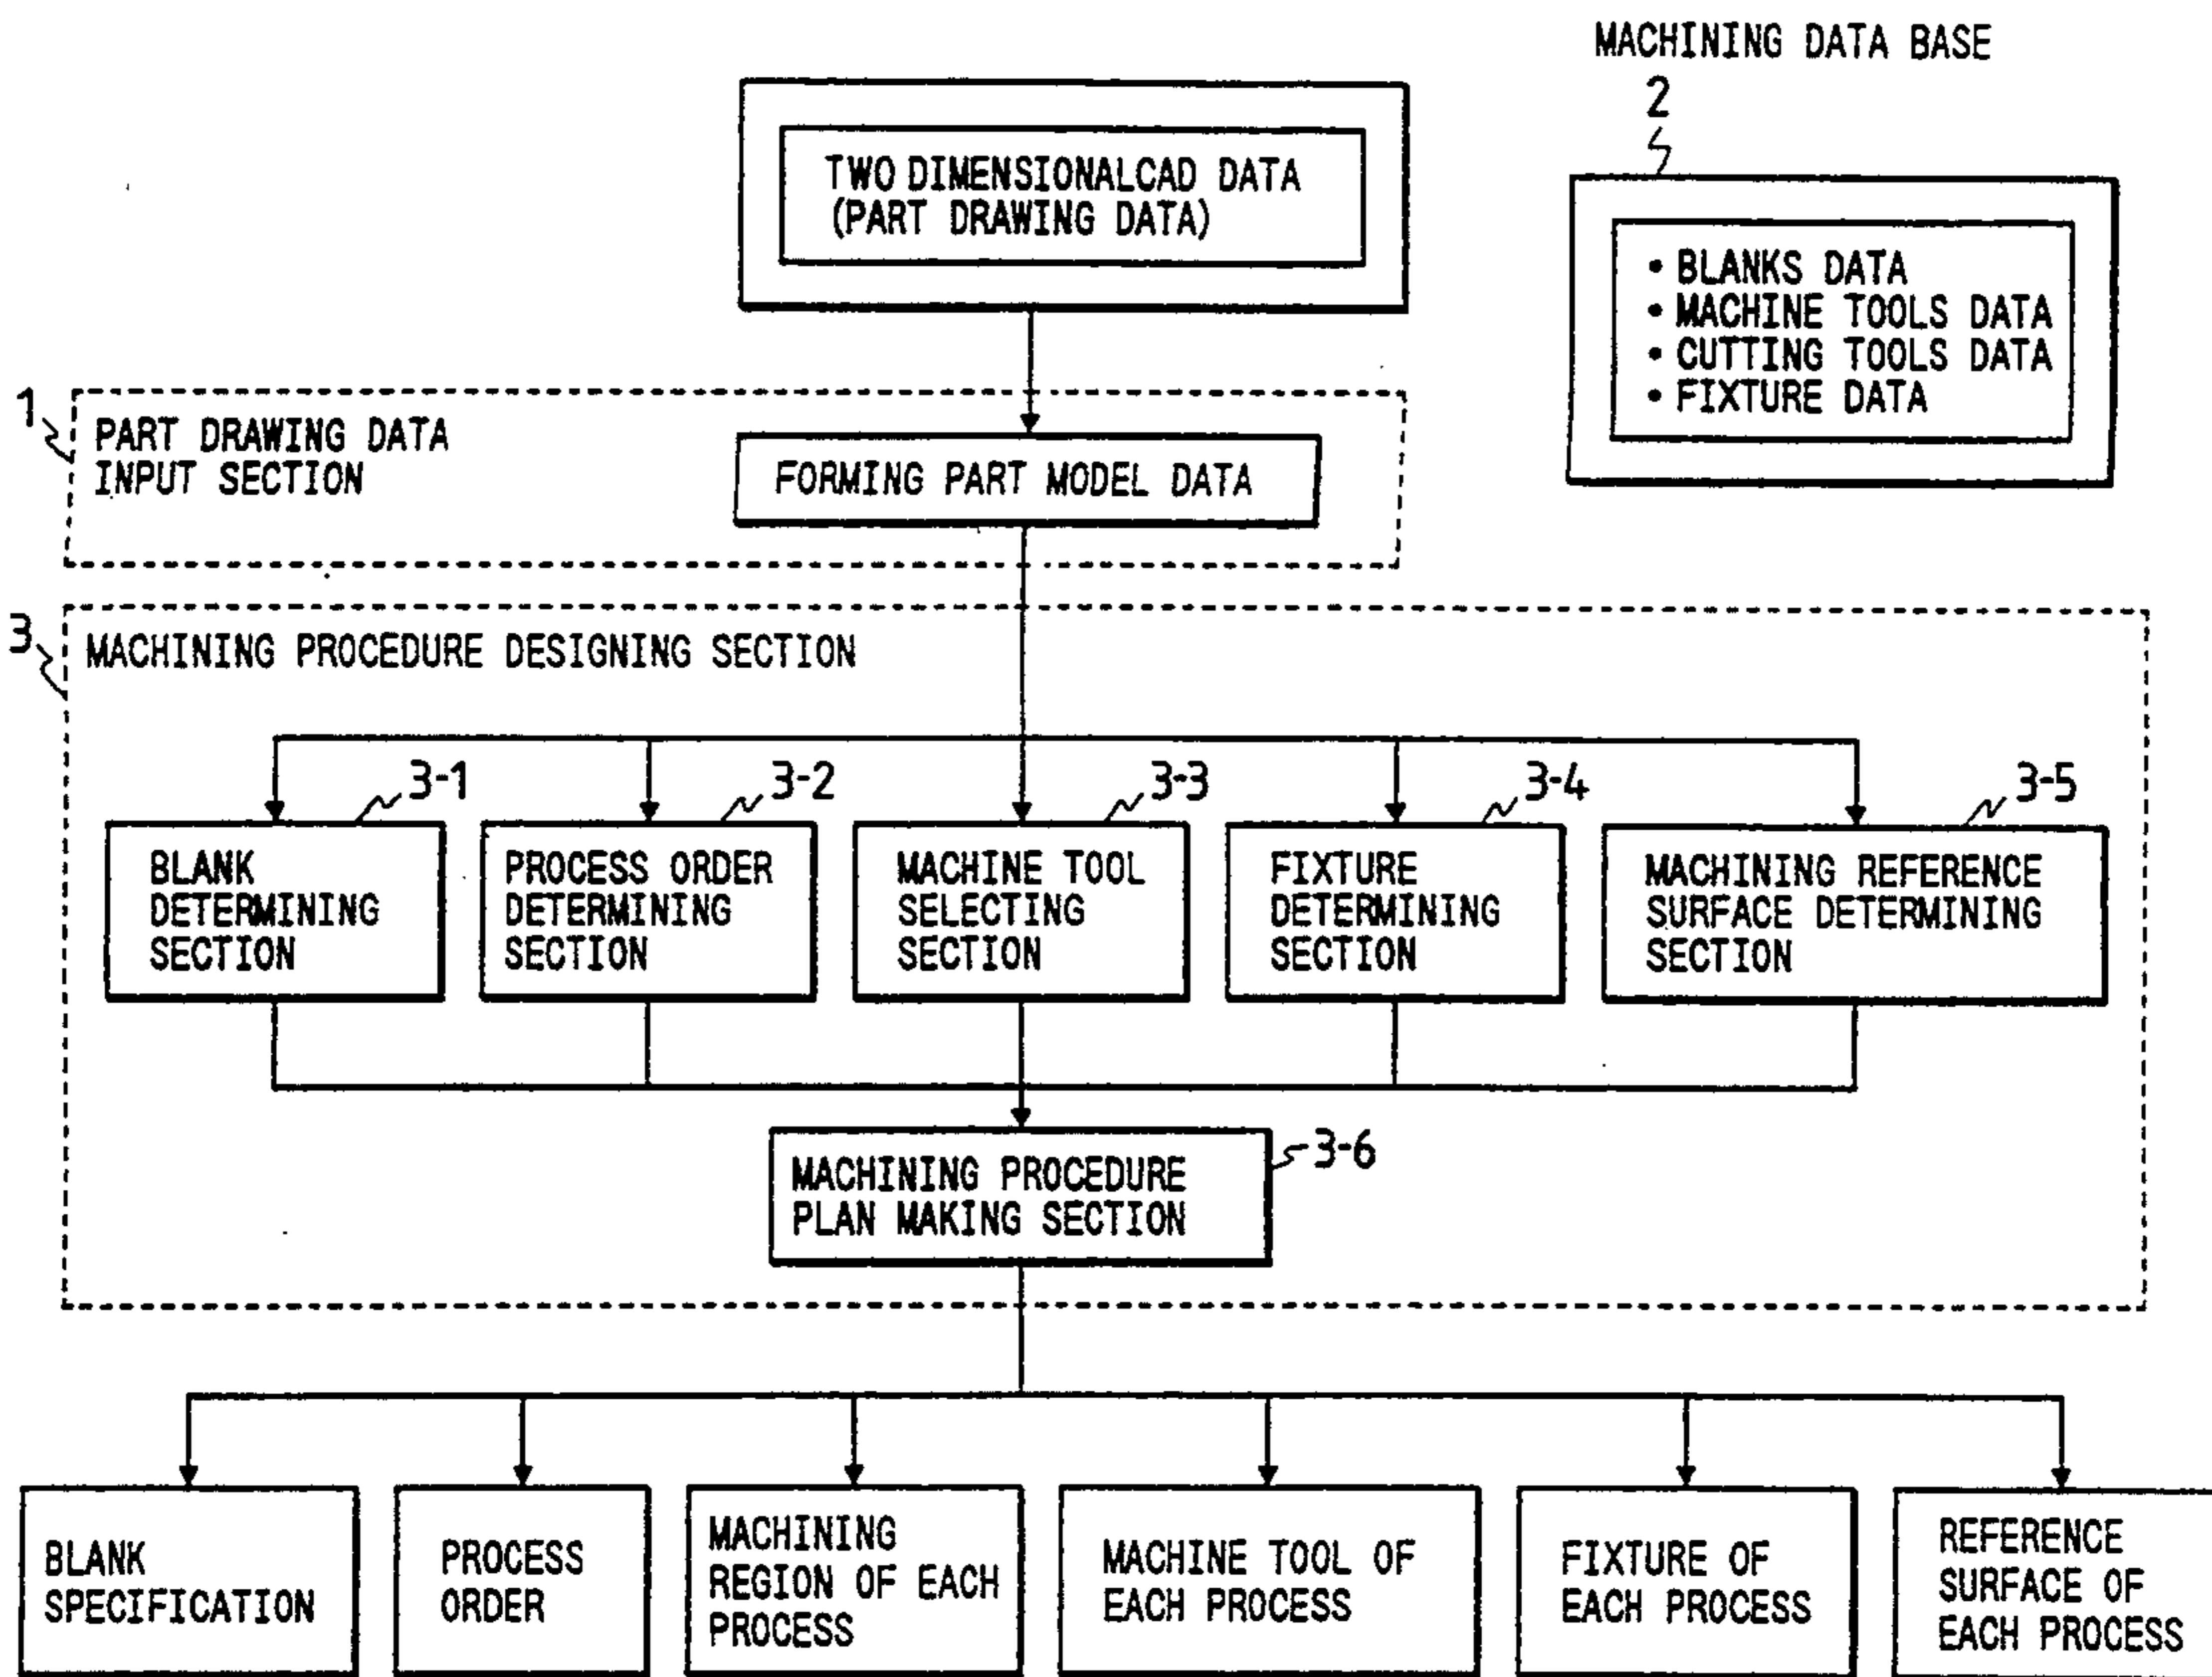 MACHINING DATA BASE
2
TWO DIMENSIONALCAD DATA
(PART DRAWING DATA)
• BLANKS DATA
• MACHINE TOOLS DATA
• CUTTING TOOLS DATA
• FIXTURE DATA
1
PART DRAWING DATA
INPUT SECTION
FORMING PART MODEL DATA
3
MACHINING PROCEDURE DESIGNING SECTION
3-1
BLANK
DETERMINING
SECTION
3-2
PROCESS ORDER
DETERMINING
SECTION
3-3
MACHINE TOOL
SELECTING
SECTION
3-4
FIXTURE
DETERMINING
SECTION
3-5
MACHINING REFERENCE
SURFACE DETERMINING
SECTION
3-6
MACHINING PROCEDURE
PLAN MAKING SECTION
BLANK
SPECIFICATION
PROCESS
ORDER
MACHINING
REGION OF EACH
PROCESS
MACHINE TOOL OF
EACH PROCESS
FIXTURE OF
EACH PROCESS
REFERENCE
SURFACE OF
EACH PROCESS